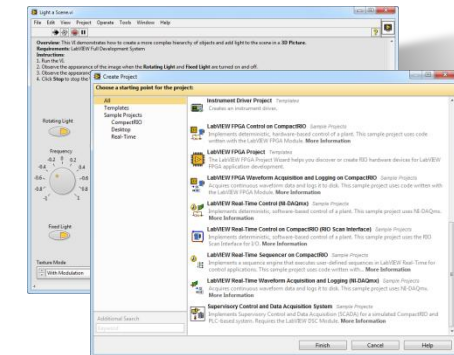 Light a Scene.vi
File Edit View Project Operate Tools Window Help
Overview: This VI demonstrates how to create a more complex hierarchy of objects and add light to the scene in a 3D Picture.
Requirements: LabVIEW Full Development System
Instructions:
1. Run the VI.
2. Observe the appearance of the image when the Rotating Light and Fixed Light are turned on and off.
3. Observe the appearance
4. Click Stop to stop the
Rotating Light
Frequency
Fixed Light
Texture Mode
With Modulation
Create Project
Choose a starting point for the project:
All
Templates
Sample Projects
CompactRIO
Desktop
Real-Time
Additional Search
Keyword
Instrument Driver Project Templates
Creates an instrument driver.
LabVIEW FPGA Control on CompactRIO Sample Projects
Implements deterministic, hardware-based control of a plant. This sample project uses code
written with the LabVIEW FPGA Module. More Information
LabVIEW FPGA Project Templates
The LabVIEW FPGA Project Wizard helps you discover or create RIO hardware devices for LabVIEW
FPGA application development.
LabVIEW FPGA Waveform Acquisition and Logging on CompactRIO Sample Projects
Acquires continuous waveform data and logs it to disk. This sample project uses code written with
the LabVIEW FPGA Module. More Information
LabVIEW Real-Time Control (NI-DAQmx) Sample Projects
Implements deterministic, software-based control of a plant. This sample project uses NI-DAQmx.
More Information
LabVIEW Real-Time Control on CompactRIO (RIO Scan Interface) Sample Projects
Implements deterministic, software-based control of a plant. This sample project uses the RIO
Scan Interface for I/O. More Information
LabVIEW Real-Time Sequencer on CompactRIO Sample Projects
Implements a sequence engine that executes user-defined sequences in LabVIEW Real-Time for
control applications. This sample project uses code written with... More Information
LabVIEW Real-Time Waveform Acquisition and Logging (NI-DAQmx) Sample Projects
Acquires continuous waveform data and logs it to disk. This sample project uses NI-DAQmx.
More Information
Supervisory Control and Data Acquisition System Sample Projects
Implements Supervisory Control and Data Acquisition (SCADA) for a simulated CompactRIO and
PLC-based system. Requires the LabVIEW DSC Module. More Information
Finish Cancel Help